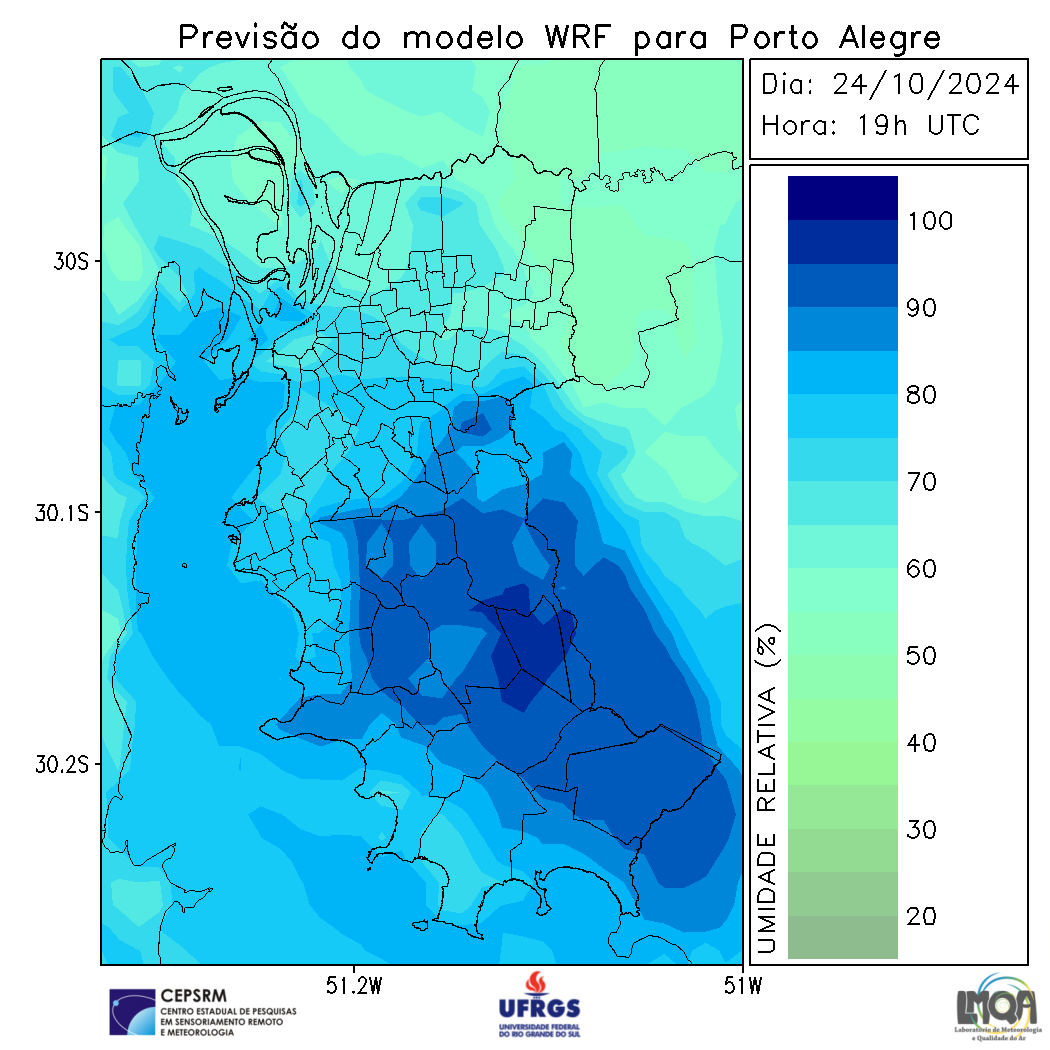 Previsão do modelo WRF para Porto Alegre
Dia: 24/10/2024
Hora: 19h UTC
30S
30.1S
30.2S
51.2W
51W
100
90
80
70
60
50
40
30
20
UMIDADE RELATIVA (%)
CEPSRM
CENTRO ESTADUAL DE PESQUISAS
EM SENSORIAMENTO REMOTO
E METEOROLOGIA
UFRGS
UNIVERSIDADE FEDERAL
DO RIO GRANDE DO SUL
LMQA
Laboratório de Meteorologia
e Qualidade do Ar